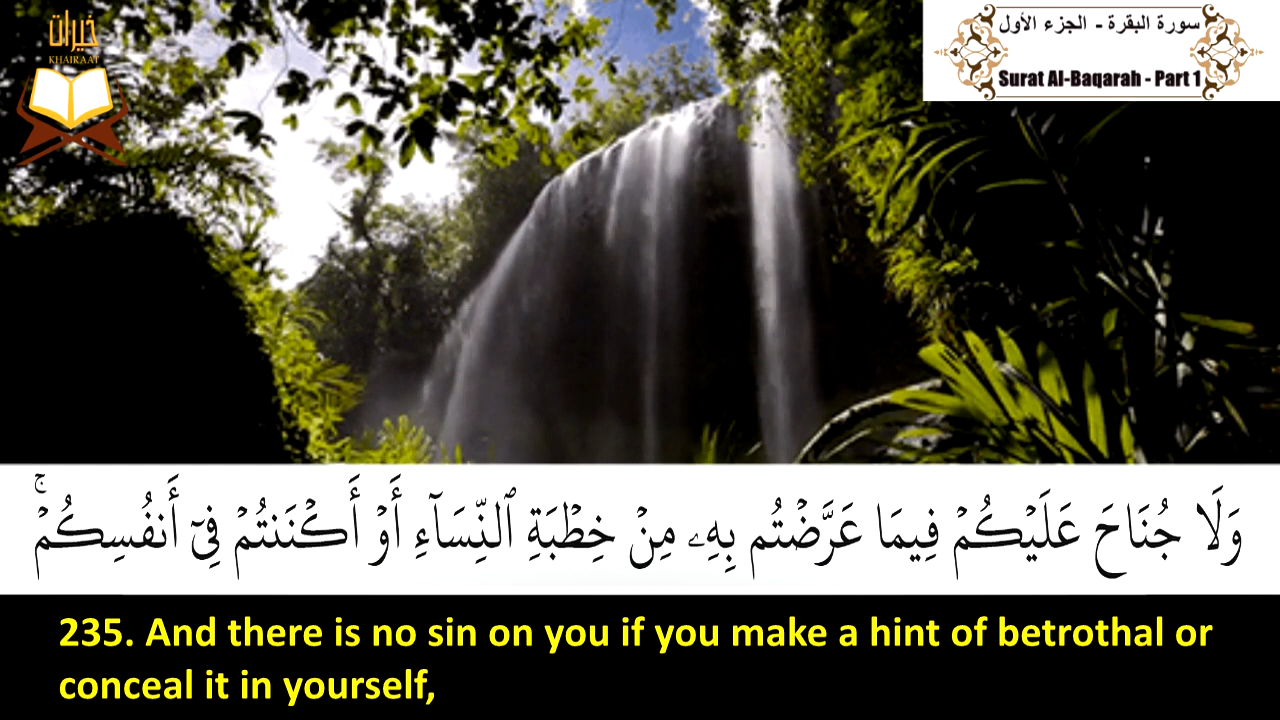 خيرات
KHAIRAAT
سورة البقرة - الجزء الأول
Surat Al-Baqarah - Part 1
وَلَا جُنَاحَ عَلَيْكُمْ فِيمَا عَرَّضْتُم بِهِۦ مِنْ خِطْبَةِ ٱلنِّسَآءِ أَوْ أَكْنَنتُمْ فِىٓ أَنفُسِكُمْ ۚ
235. And there is no sin on you if you make a hint of betrothal or
conceal it in yourself,